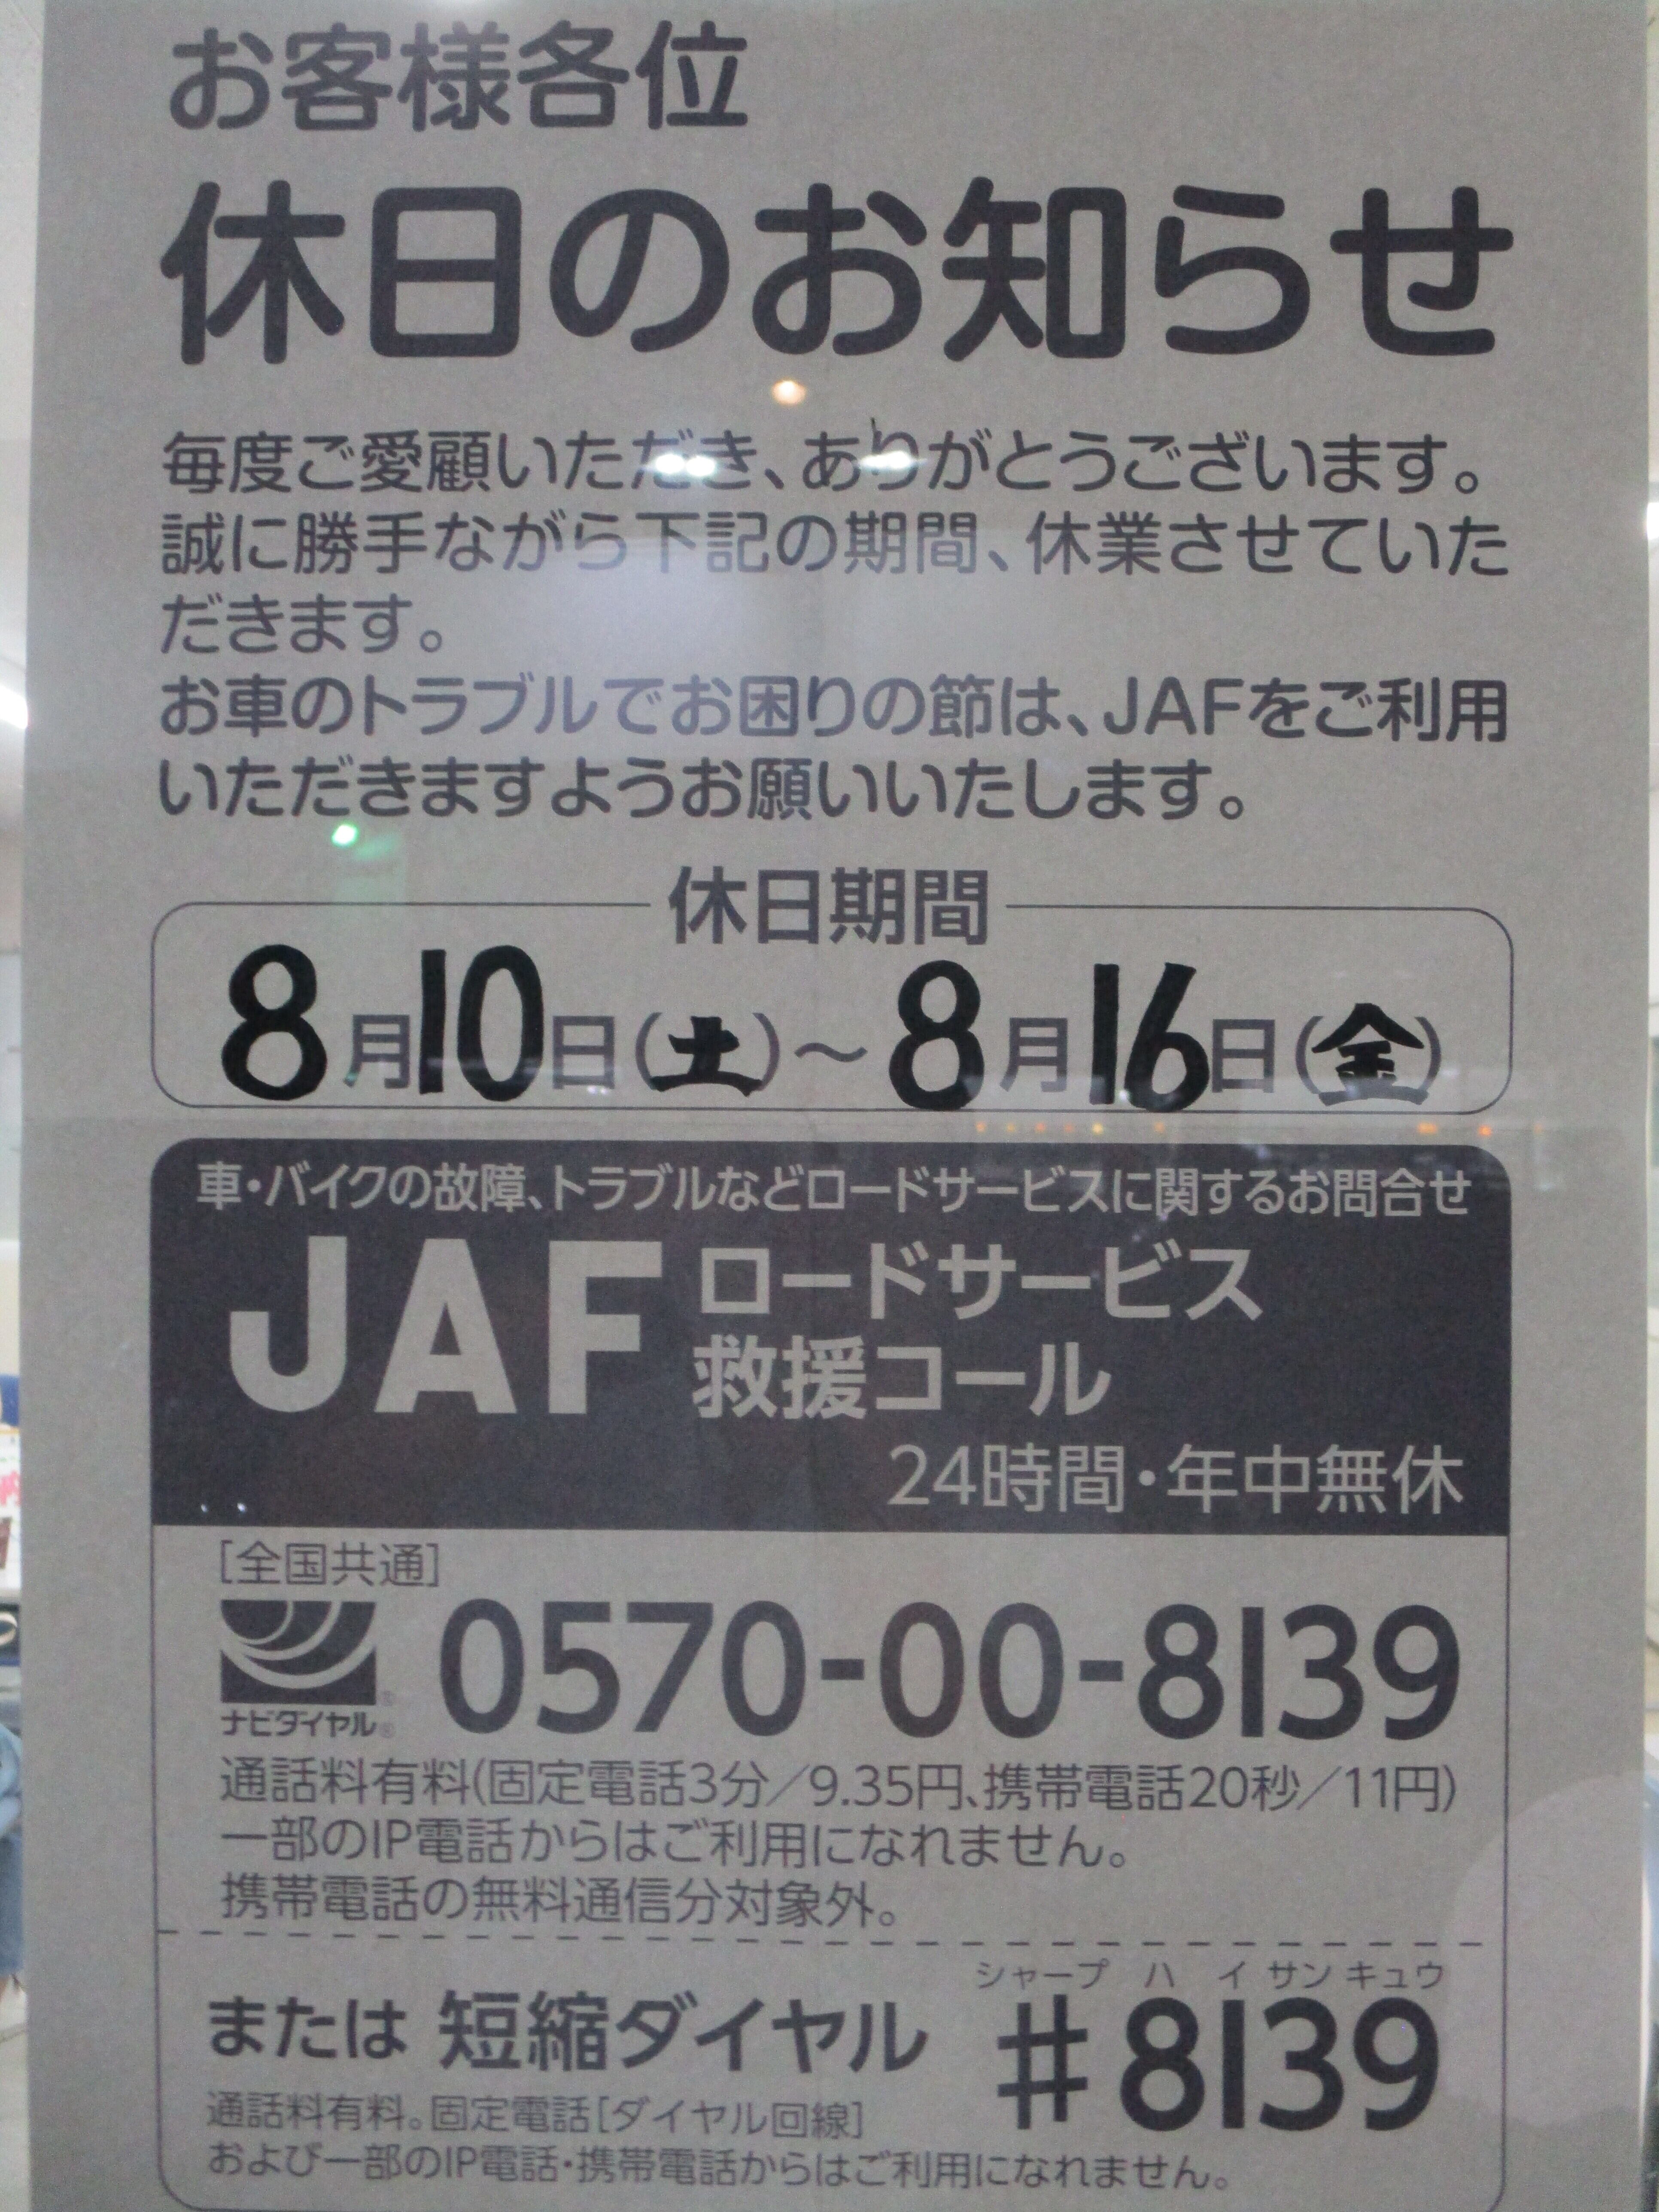 お客様各位
休日のお知らせ
毎度ご愛顧いただき、ありがとうございます。
誠に勝手ながら下記の期間、休業させていた
だきます。
お車のトラブルでお困りの節は、JAFをご利用
いただきますようお願いいたします。
休日期間
8月10日(土)～8月16日(金)
車・バイクの故障、トラブルなどロードサービスに関するお問合せ
JAF ロードサービス
救援コール
24時間・年中無休
[全国共通]
ナビダイヤル® 0570-00-8139
通話料有料(固定電話3分／9.35円、携帯電話20秒／11円)
一部のIP電話からはご利用になれません。
携帯電話の無料通信分対象外。
シャープ ハ イ サン キュウ
または 短縮ダイヤル #8139
通話料有料。固定電話[ダイヤル回線]
および一部のIP電話・携帯電話からはご利用になれません。